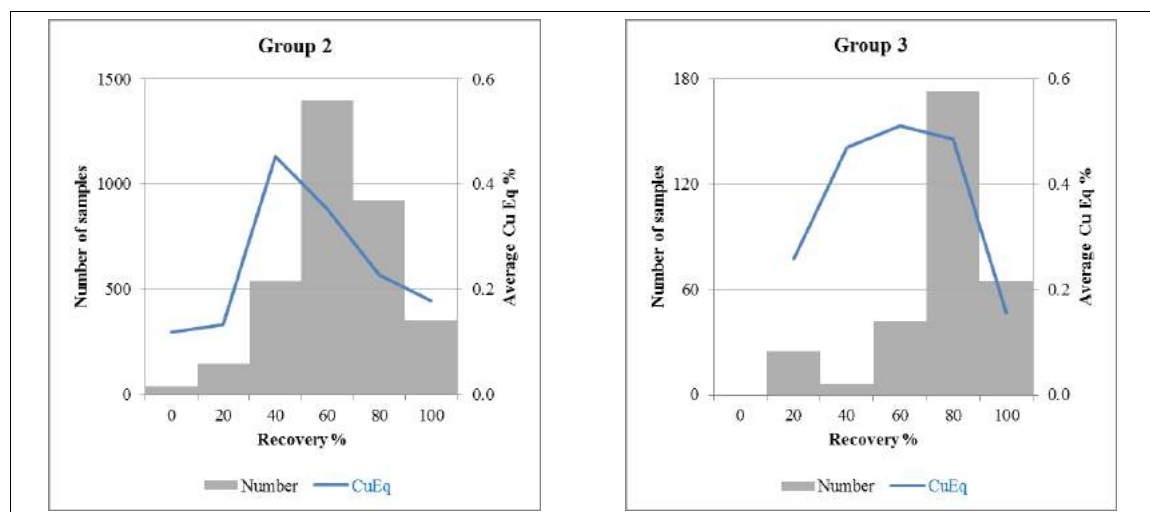 Group 2
1500
1000
500
0
Number of samples
0.6
0.4
0.2
0.0
Average Cu Eq %
0 20 40 60 80 100
Recovery %
Number CuEq
Group 3
180
120
60
0
Number of samples
0.6
0.4
0.2
0.0
Average Cu Eq %
0 20 40 60 80 100
Recovery %
Number CuEq